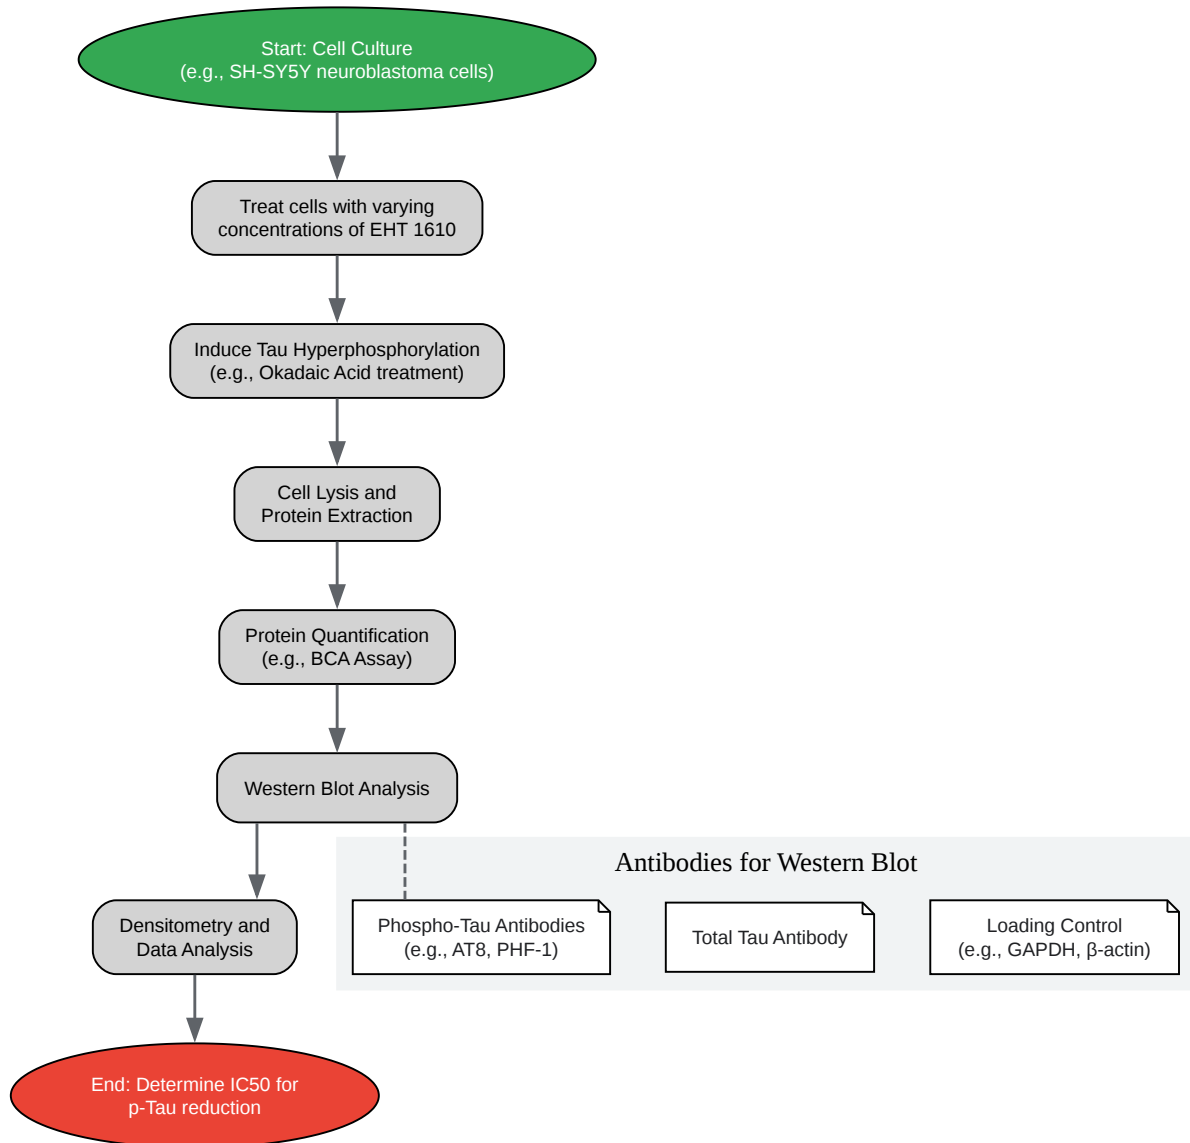 Start: Cell Culture
(e.g., SH-SY5Y neuroblastoma cells)
Treat cells with varying
concentrations of EHT 1610
Induce Tau Hyperphosphorylation
(e.g., Okadaic Acid treatment)
Cell Lysis and
Protein Extraction
Protein Quantification
(e.g., BCA Assay)
Western Blot Analysis
Antibodies for Western Blot
Phospho-Tau Antibodies
(e.g., AT8, PHF-1)
Total Tau Antibody
Loading Control
(e.g., GAPDH, β-actin)
Densitometry and
Data Analysis
End: Determine IC50 for
p-Tau reduction